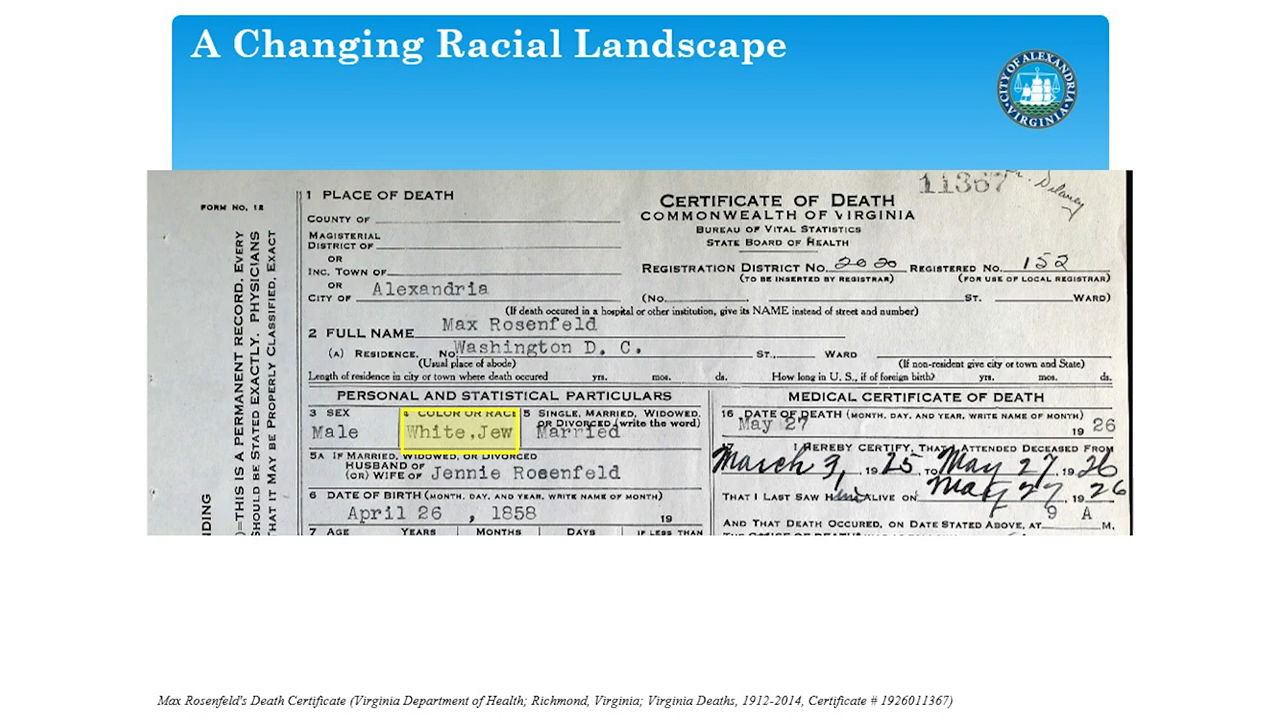 A Changing Racial Landscape
CITY OF ALEXANDRIA
VIRGINIA
11367
Delaney
FORM NO. 12
)=THIS IS A PERMANENT RECORD, EVERY
SHOULD BE STATED EXACTLY. PHYSICIANS
THAT IT MAY BE PROPERLY CLASSIFIED, EXACT
NDING
1 PLACE OF DEATH
COUNTY OF
MAGISTERIAL
DISTRICT OF
OR
INC. TOWN OF
OR
CITY OF Alexandria
CERTIFICATE OF DEATH
COMMONWEALTH OF VIRGINIA
BUREAU OF VITAL STATISTICS
STATE BOARD OF HEALTH
REGISTRATION DISTRICT NO. 2020 REGISTERED NO. 152
(TO BE INSERTED BY REGISTRAR) (FOR USE OF LOCAL REGISTRAR)
(No. ST. WARD)
(If death occured in a hospital or other institution, give its NAME instead of street and number)
2 FULL NAME Max Rosenfeld
(A) RESIDENCE. No. Washington D. C. ST., WARD
(Usual place of abode) (If non-resident give city or town and State)
Length of residence in city or town where death occured yrs. mos. ds. How long in U. S., if of foreign birth? yrs. mos. ds.
PERSONAL AND STATISTICAL PARTICULARS
3 SEX 4 COLOR OR RACE 5 SINGLE, MARRIED, WIDOWED,
OR DIVORCED (write the word)
Male White,Jew Married
5A IF MARRIED, WIDOWED, OR DIVORCED
HUSBAND OF
(OR) WIFE OF Jennie Rosenfeld
6 DATE OF BIRTH (MONTH, DAY, AND YEAR, WRITE NAME OF MONTH)
April 26 , 1858 19
7 AGE YEARS MONTHS DAYS IF LESS THAN
MEDICAL CERTIFICATE OF DEATH
16 DATE OF DEATH (MONTH, DAY, AND YEAR, WRITE NAME OF MONTH)
May 27 19 26
I HEREBY CERTIFY, THAT I ATTENDED DECEASED FROM
March 9, 1925, TO May 27, 1926
THAT I LAST SAW Him ALIVE ON May 27, 1926
AND THAT DEATH OCCURED, ON DATE STATED ABOVE, AT 9 A M.
Max Rosenfeld's Death Certificate (Virginia Department of Health; Richmond, Virginia; Virginia Deaths, 1912-2014, Certificate # 1926011367)